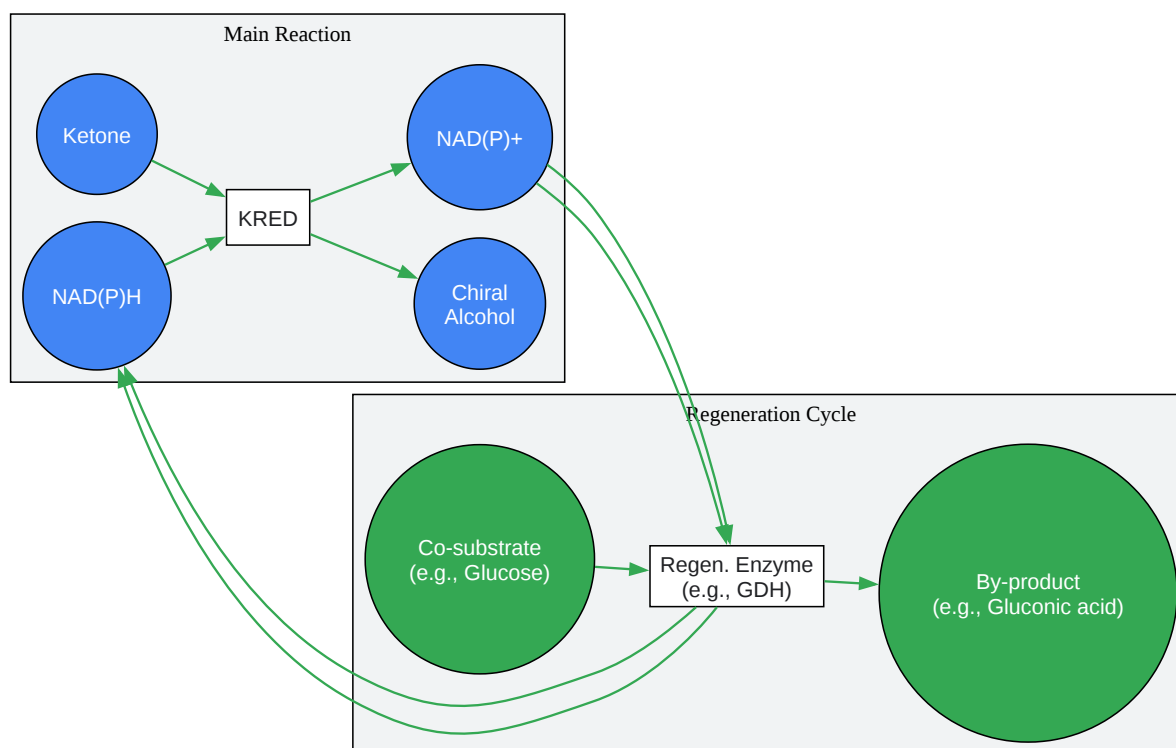 Main Reaction
Ketone
NAD(P)+
KRED
NAD(P)H
Chiral
Alcohol
Regeneration Cycle
Co-substrate
(e.g., Glucose)
Regen. Enzyme
(e.g., GDH)
By-product
(e.g., Gluconic acid)